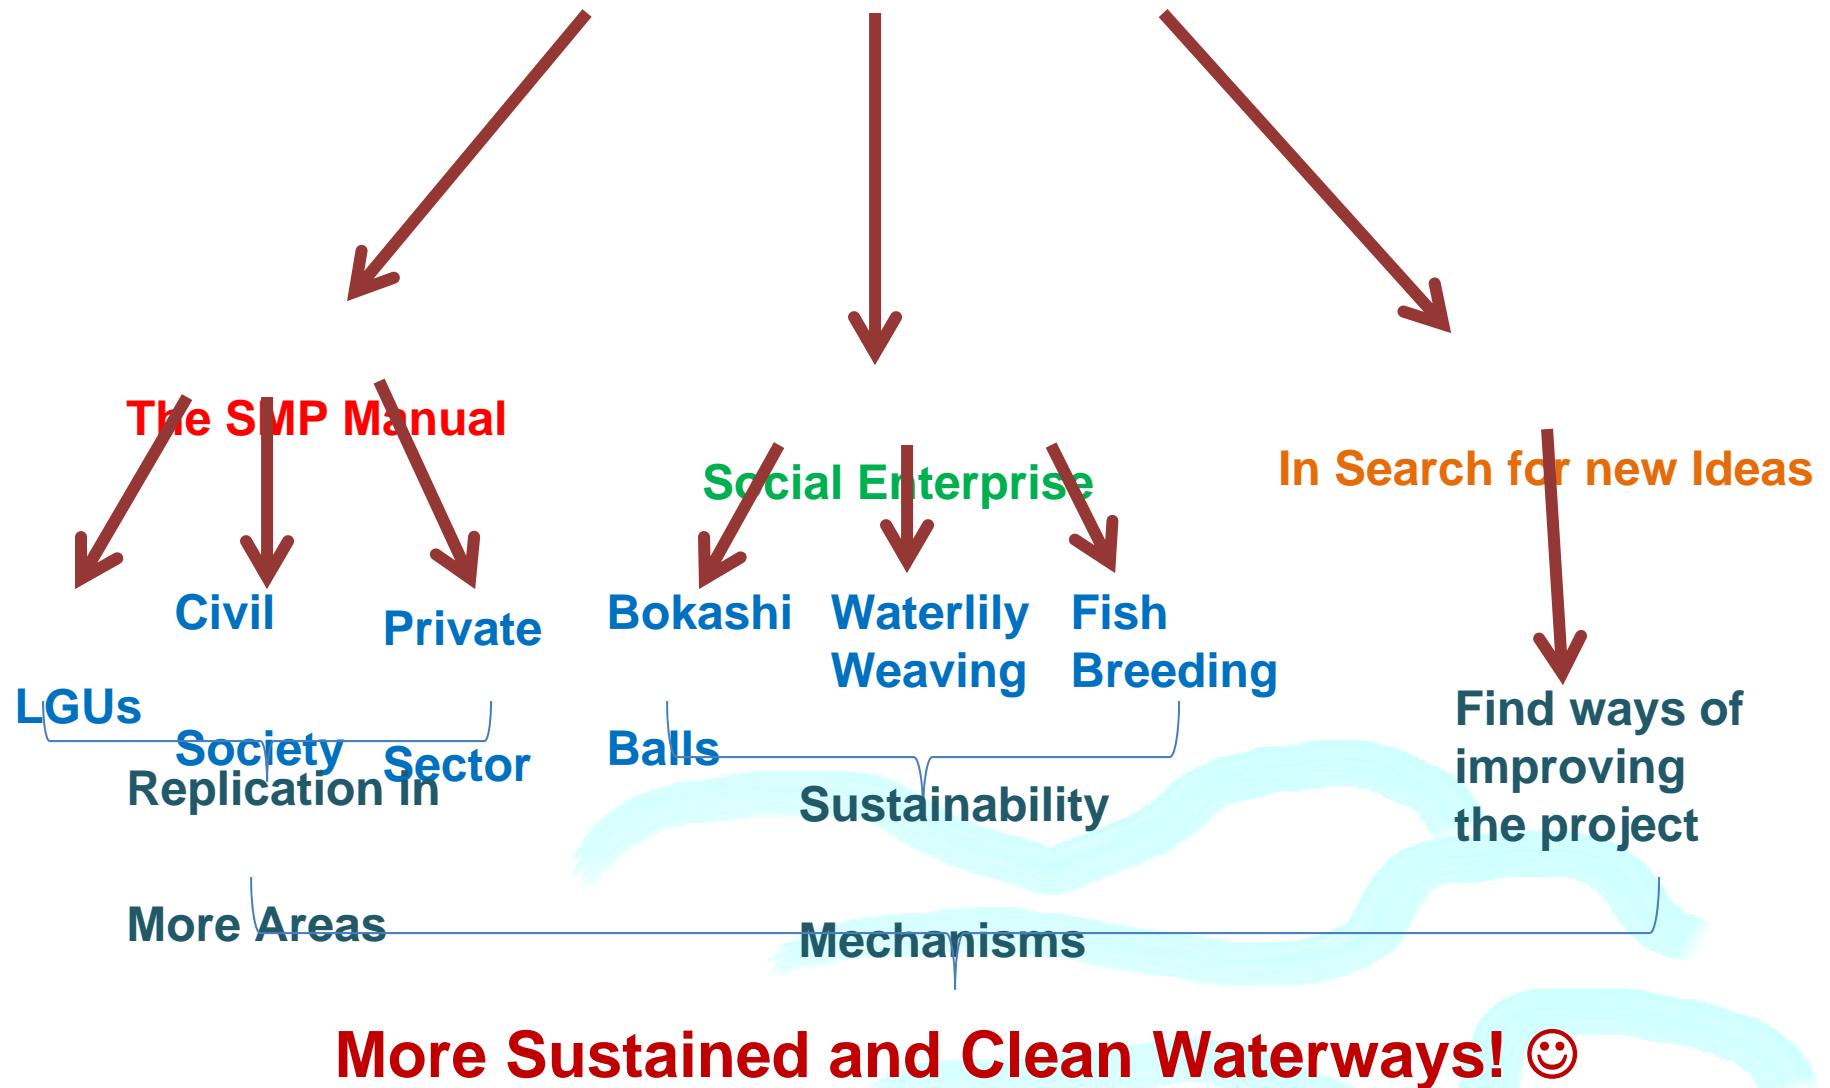 The SMP Manual
Social Enterprise
In Search for new Ideas
LGUs
Civil
Society
Private
Sector
Bokashi
Balls
Waterlily
Weaving
Fish
Breeding
Find ways of
improving
the project
Replication in
More Areas
Sustainability
Mechanisms
More Sustained and Clean Waterways! ☺